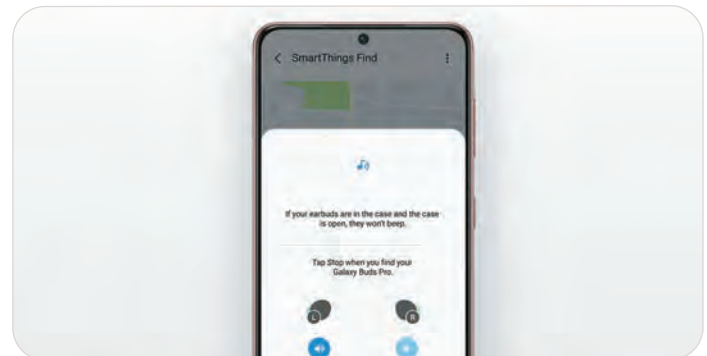 SmartThings Find
If your earbuds are in the case and the case
is open, they won't beep.
Tap Stop when you find your
Galaxy Buds Pro.
L
R